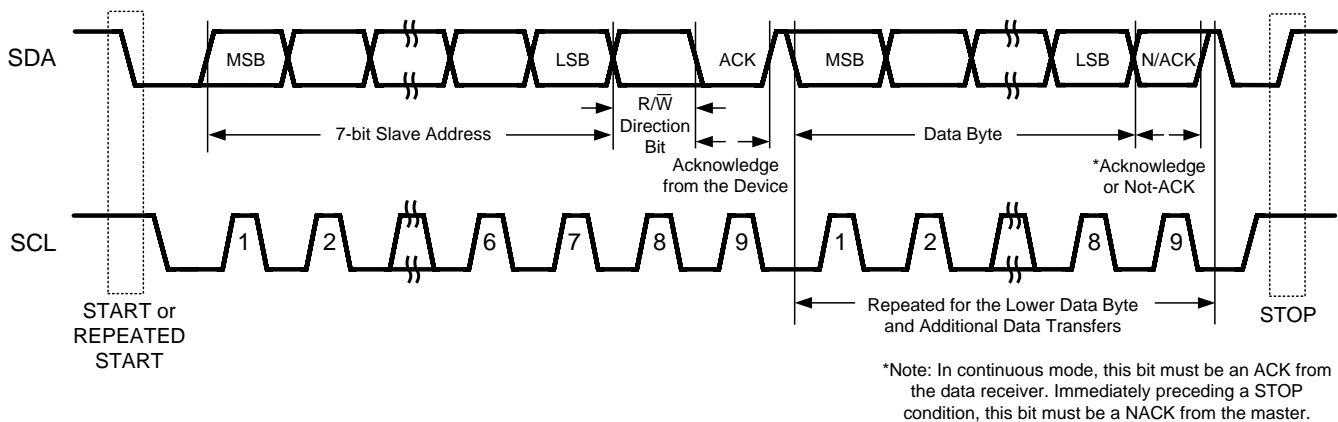 SDA
MSB
LSB
ACK
MSB
LSB
N/ACK
7-bit Slave Address
R/W̅
Direction
Bit
Data Byte
Acknowledge
from the Device
*Acknowledge
or Not-ACK
SCL
1
2
6
7
8
9
1
2
8
9
START or
REPEATED
START
Repeated for the Lower Data Byte
and Additional Data Transfers
STOP
*Note: In continuous mode, this bit must be an ACK from
the data receiver. Immediately preceding a STOP
condition, this bit must be a NACK from the master.